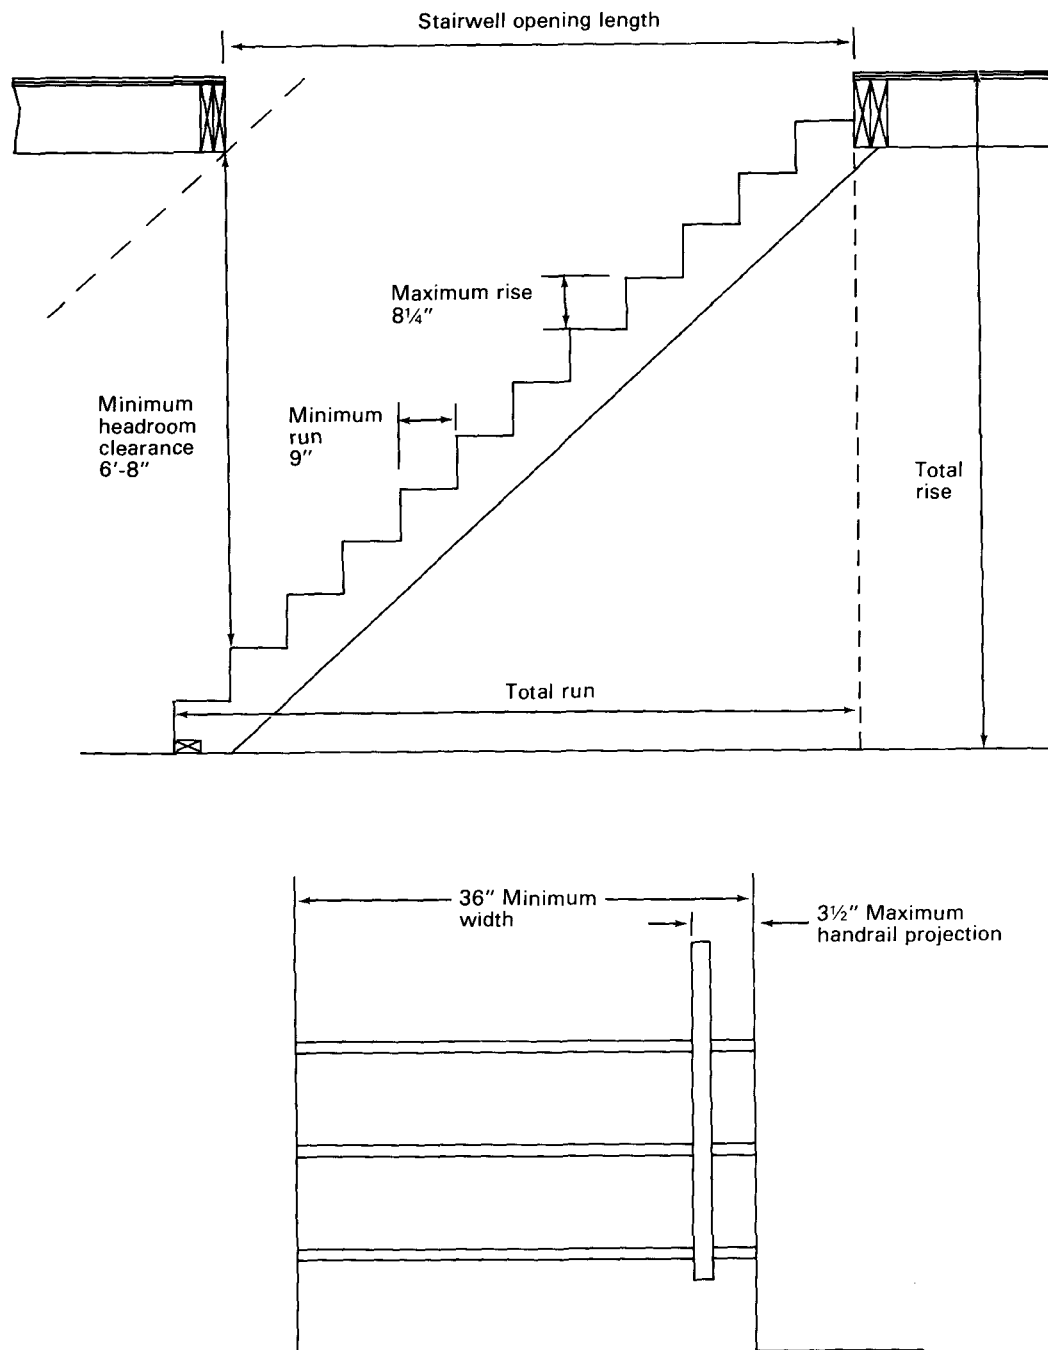 Stairwell opening length
Maximum rise
8¼"
Minimum
headroom
clearance
6'-8"
Minimum
run
9"
Total
rise
Total run
36" Minimum
width
3½" Maximum
handrail projection